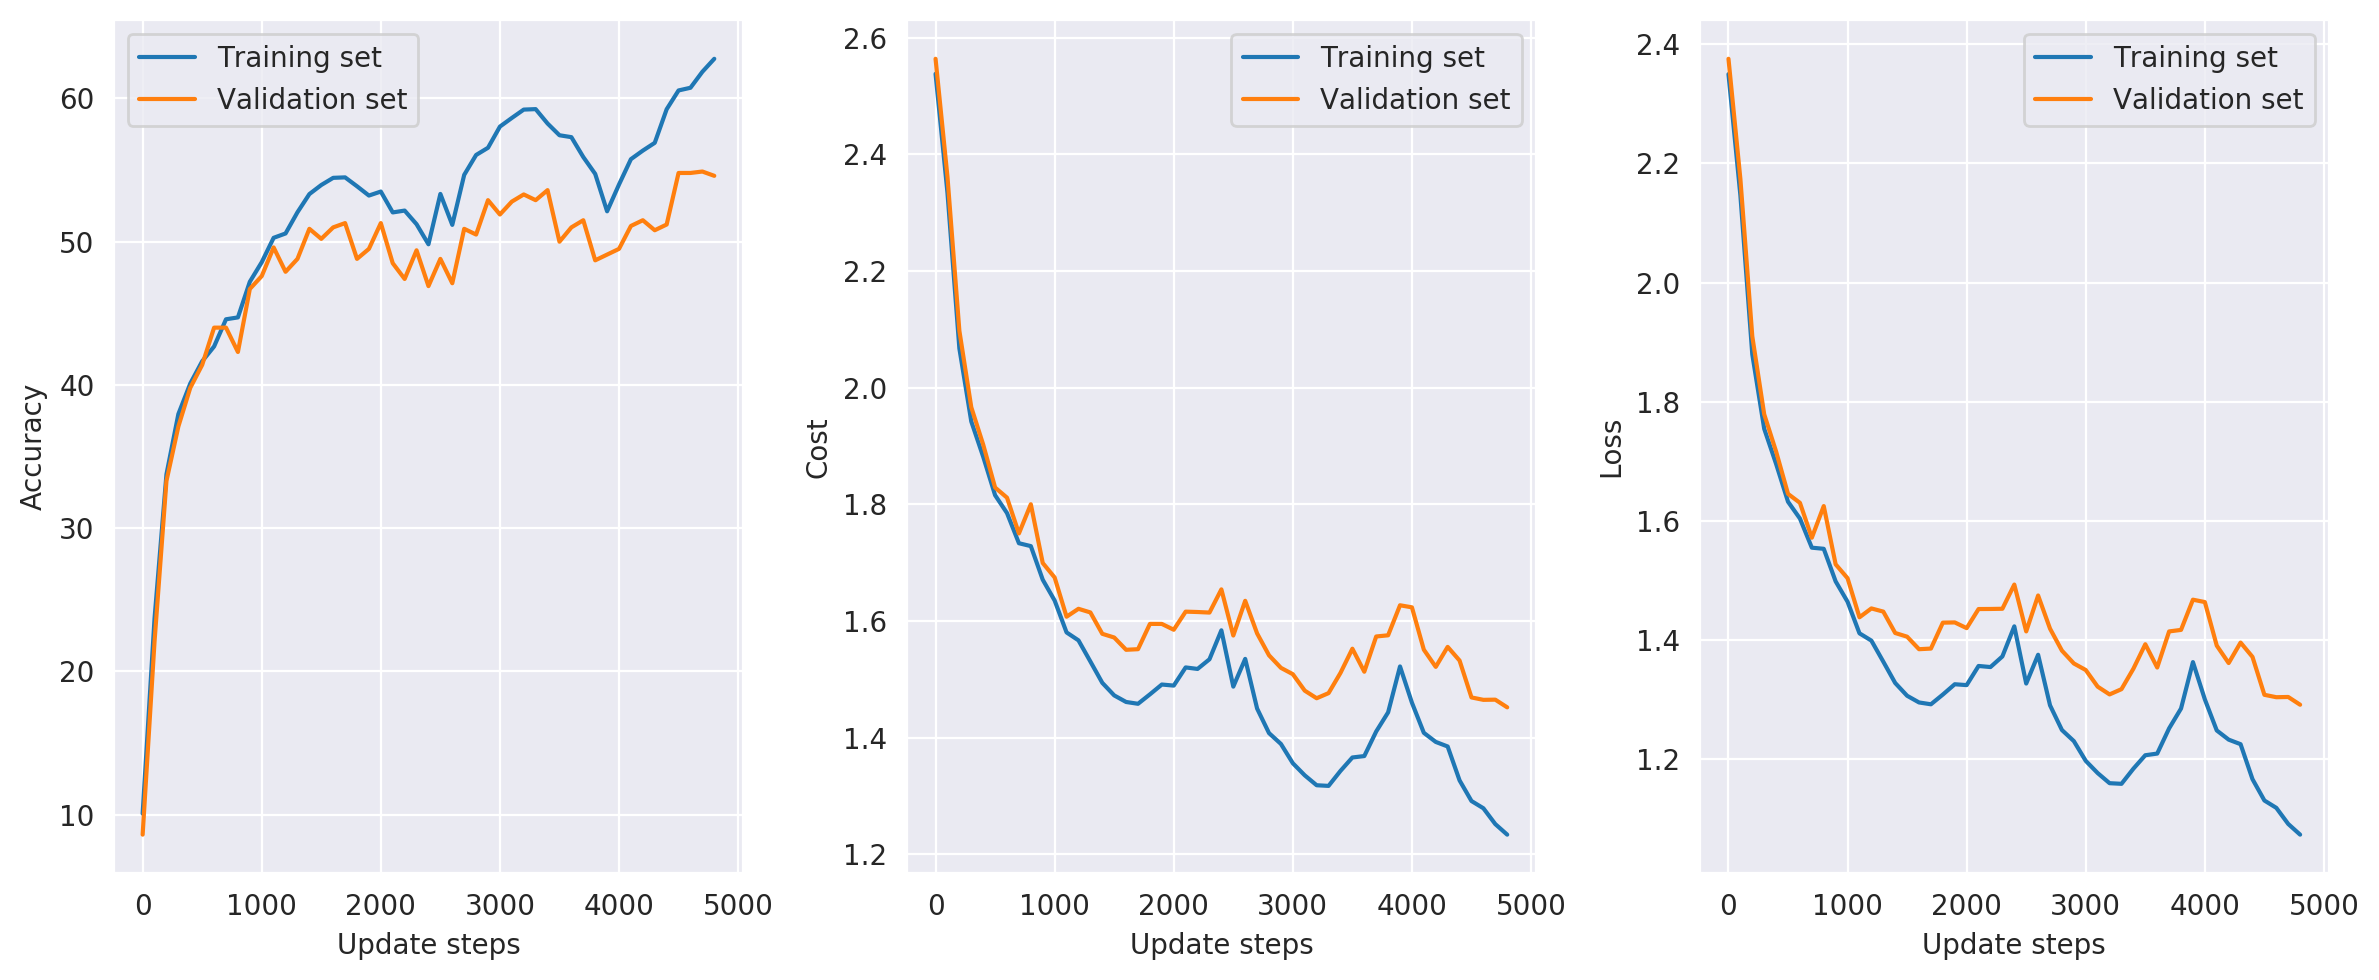 Training set
Validation set
60
50
40
30
20
10
Accuracy
0 1000 2000 3000 4000 5000
Update steps
Training set
Validation set
2.6
2.4
2.2
2.0
1.8
1.6
1.4
1.2
Cost
0 1000 2000 3000 4000 5000
Update steps
Training set
Validation set
2.4
2.2
2.0
1.8
1.6
1.4
1.2
Loss
0 1000 2000 3000 4000 5000
Update steps